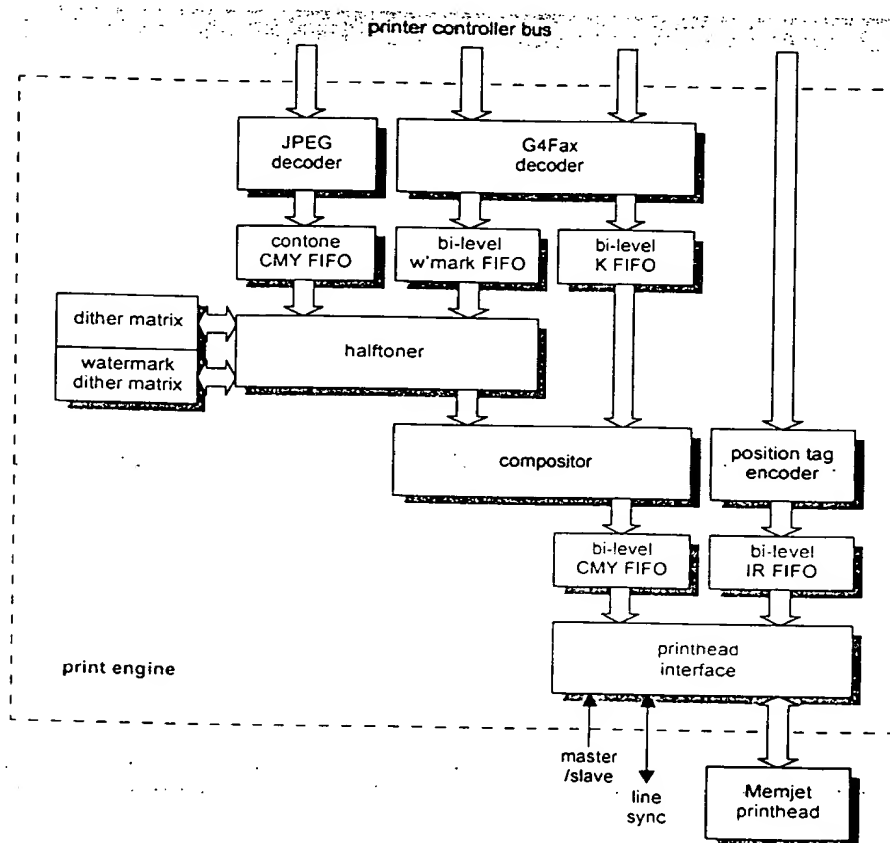 printer controller bus
JPEG
decoder
G4Fax
decoder
contone
CMY FIFO
bi-level
w'mark FIFO
bi-level
K FIFO
dither matrix
watermark
dither matrix
halftoner
compositor
position tag
encoder
bi-level
CMY FIFO
bi-level
IR FIFO
printhead
interface
print engine
master
/slave
line
sync
Memjet
printhead